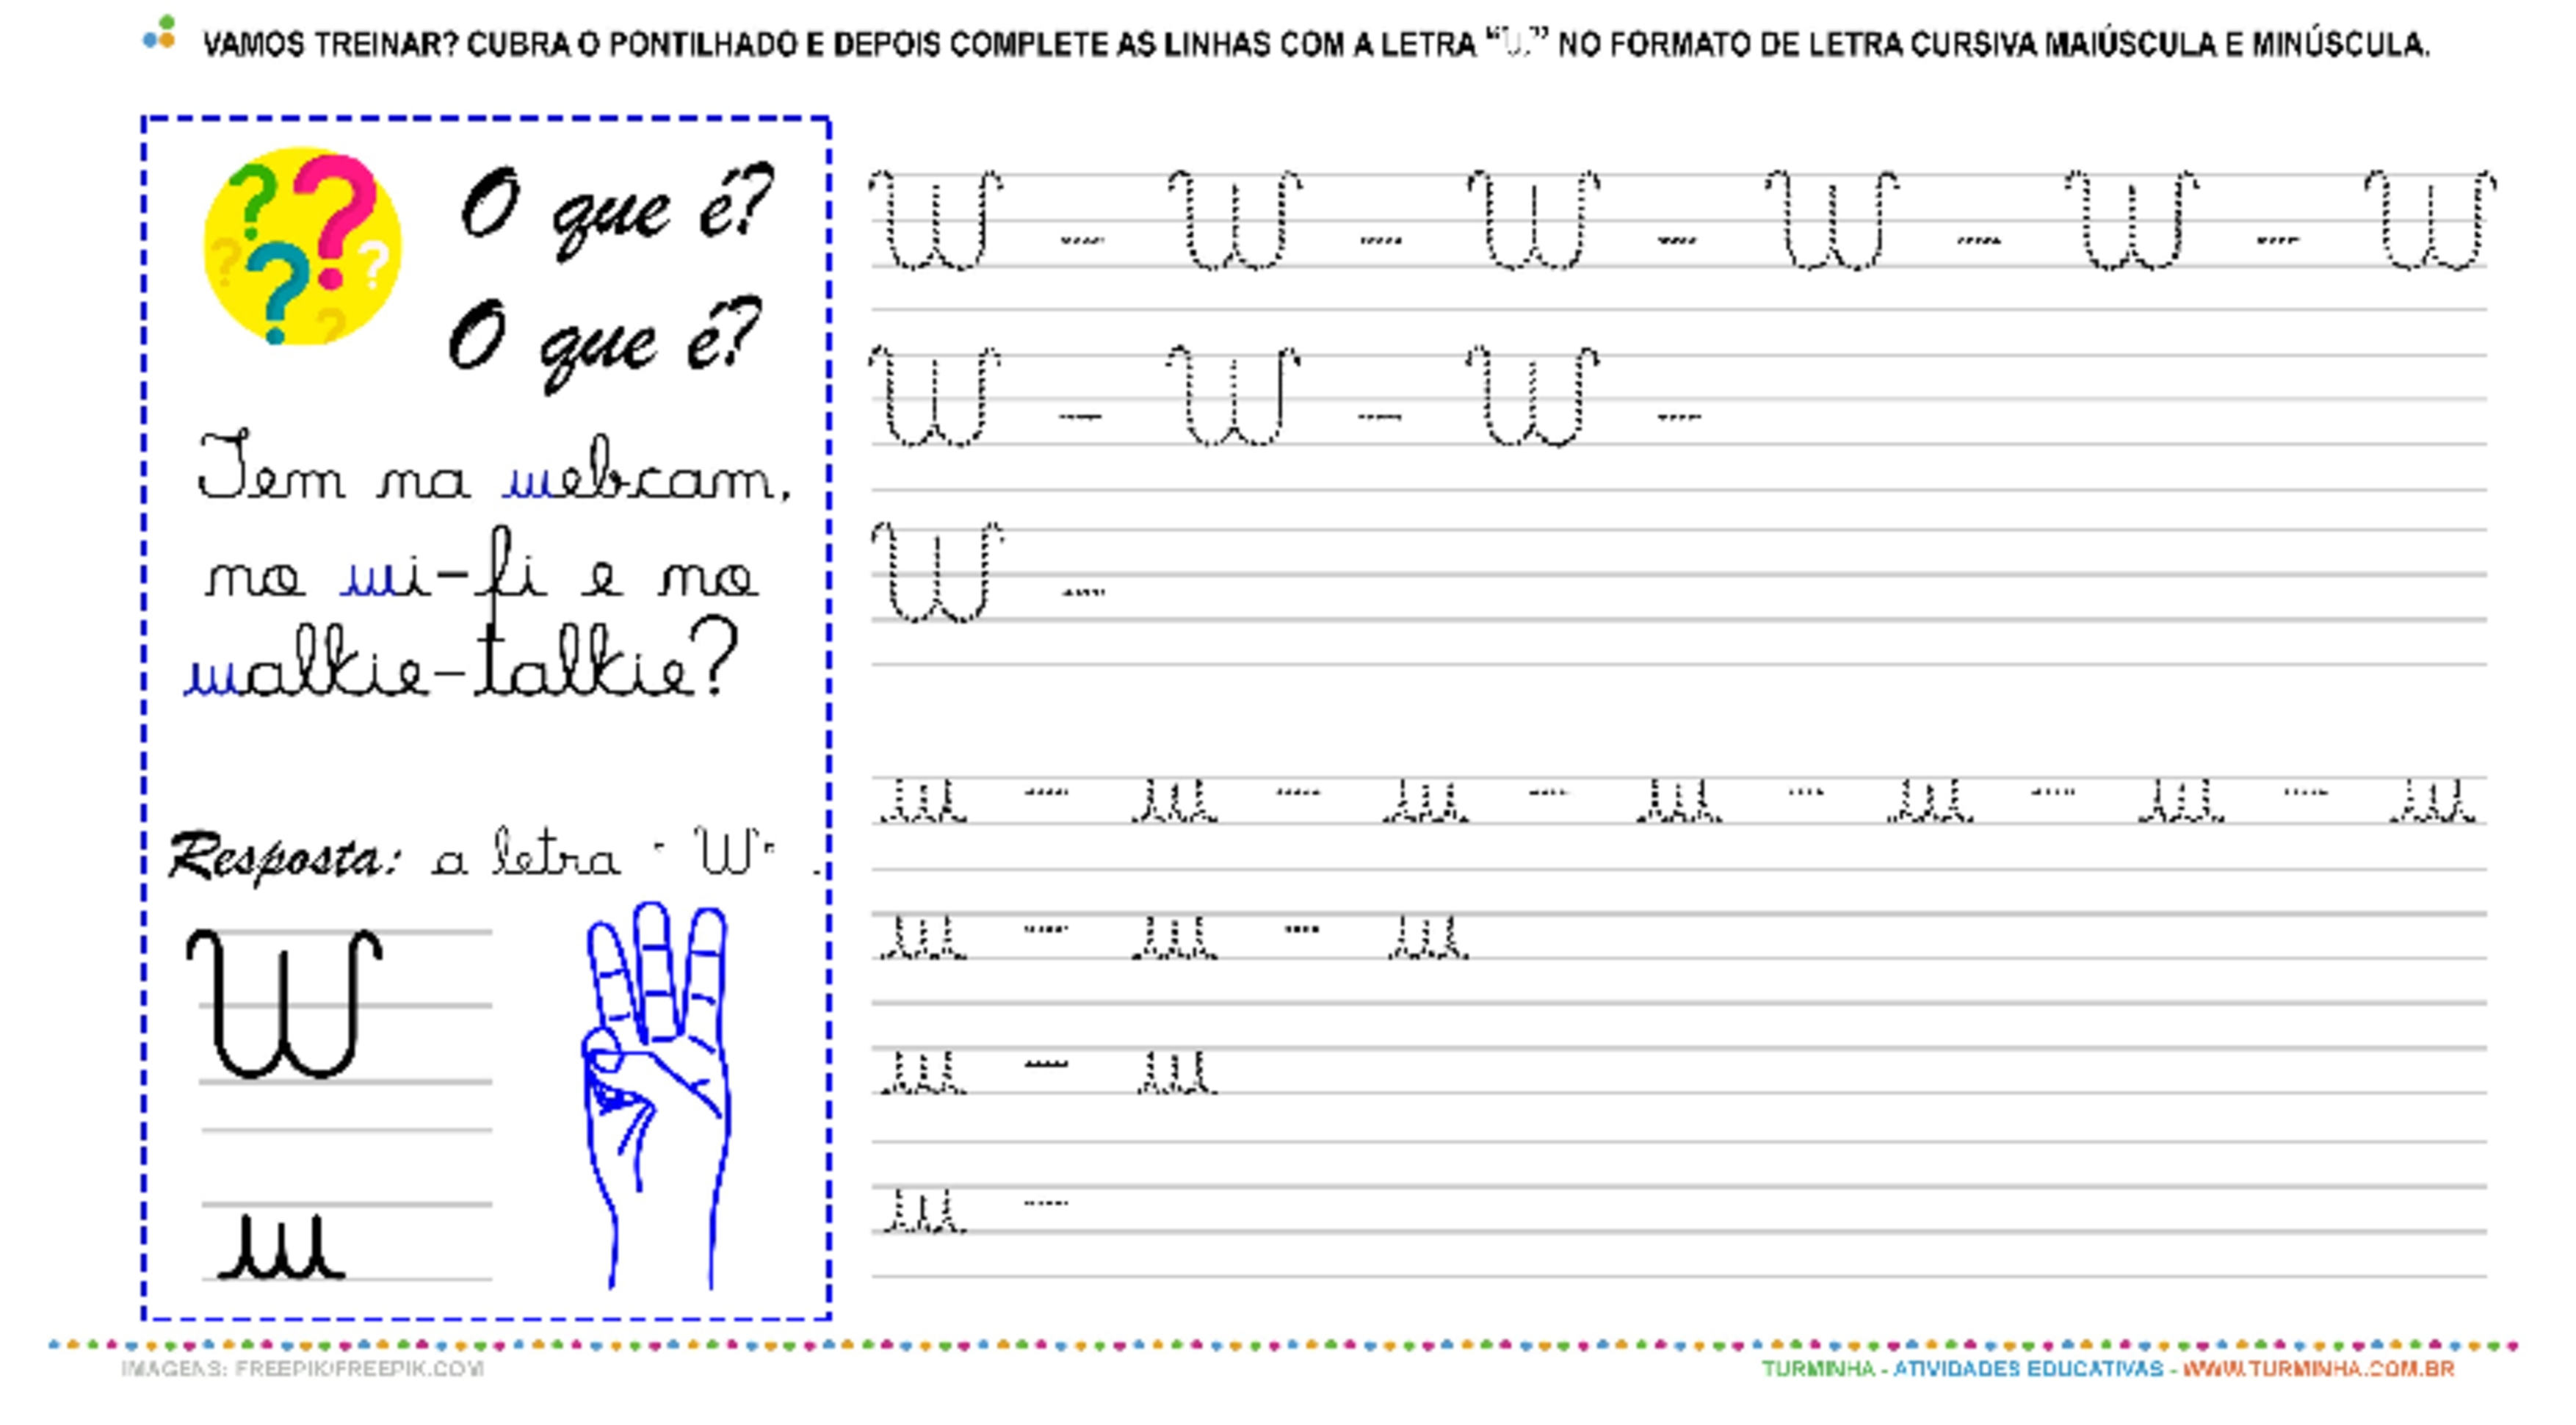 VAMOS TREINAR? CUBRA O PONTILHADO E DEPOIS COMPLETE AS LINHAS COM A LETRA “W” NO FORMATO DE LETRA CURSIVA MAIÚSCULA E MINÚSCULA.
O que é?
O que é?
Tem na webcam,
no wi-fi e no
walkie-talkie?
Resposta: a letra "W" .
W
w
W - W - W - W - W - W
W - W - W -
W -
w - w - w - w - w - w - w
w - w - w
w - w
w -
IMAGENS: FREEPIK/FREEPIK.COM
TURMINHA - ATIVIDADES EDUCATIVAS - WWW.TURMINHA.COM.BR